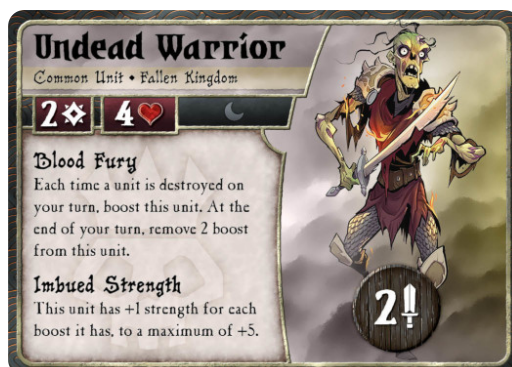 Undead Warrior
Common Unit • Fallen Kingdom
2 4
Blood Fury
Each time a unit is destroyed on
your turn, boost this unit. At the
end of your turn, remove 2 boost
from this unit.
Imbued Strength
This unit has +1 strength for each
boost it has, to a maximum of +5.
2